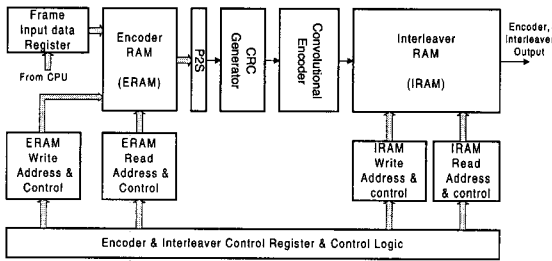 Frame
Input data
Register
From CPU
Encoder
RAM
(ERAM)
P2S
CRC
Generator
Convolutional
Encoder
Interleaver
RAM
(IRAM)
Encoder,
Interleaver
Output
ERAM
Write
Address &
Control
ERAM
Read
Address &
Control
IRAM
Write
Address &
control
IRAM
Read
Address
& control
Encoder & Interleaver Control Register & Control Logic